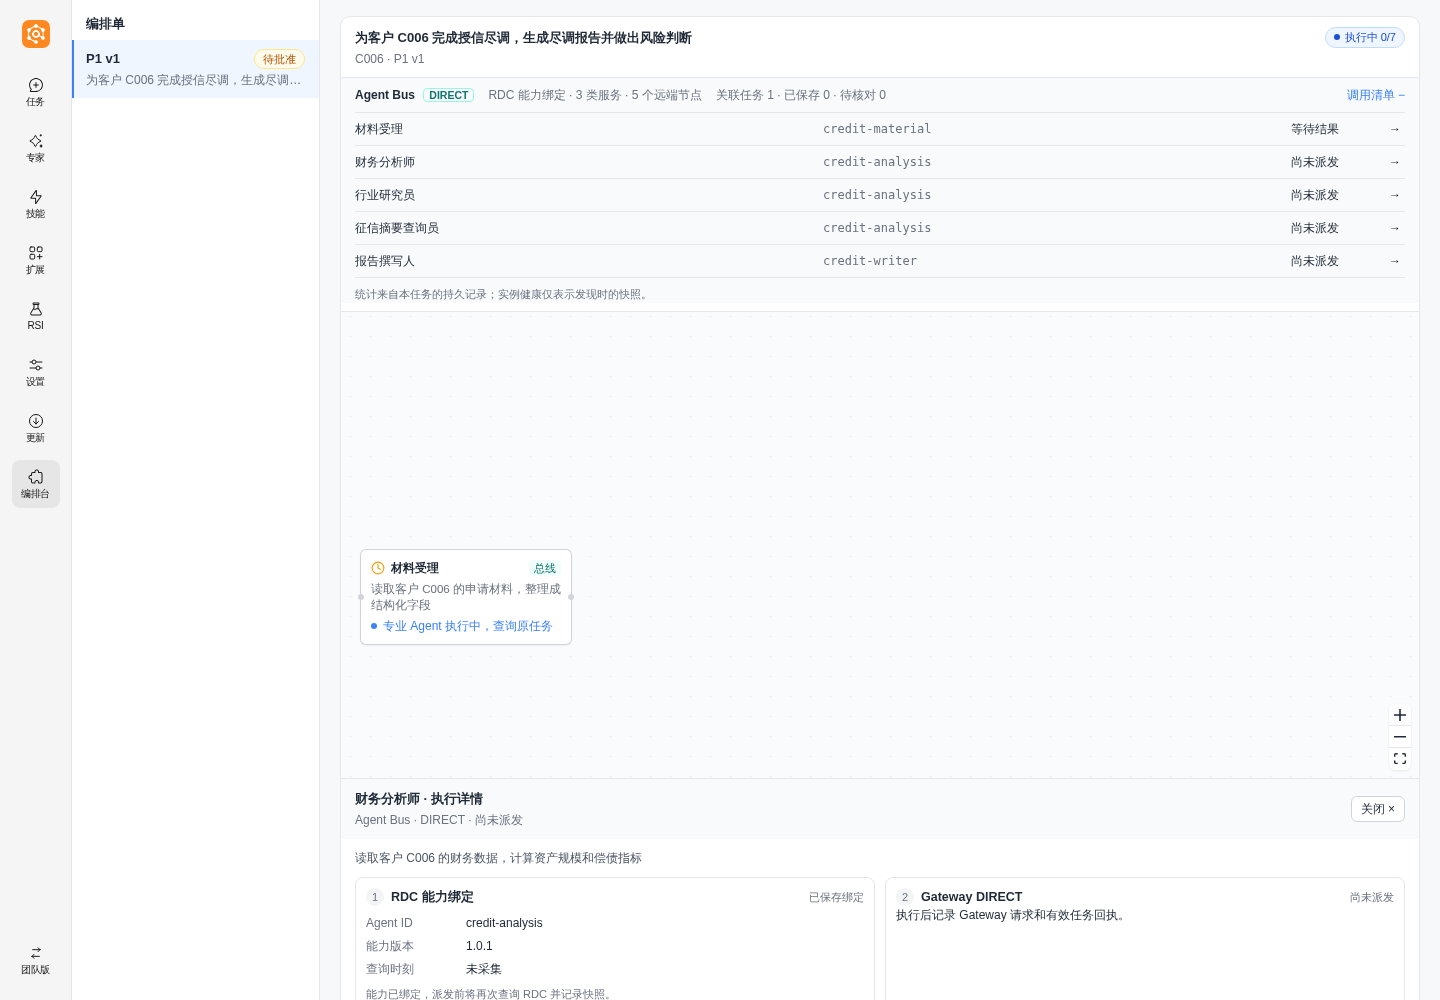 任务
专家
技能
扩展
RSI
设置
更新
编排台
团队版
编排单
P1 v1
待批准
为客户 C006 完成授信尽调，生成尽调…
为客户 C006 完成授信尽调，生成尽调报告并做出风险判断
执行中 0/7
C006 · P1 v1
Agent Bus DIRECT RDC 能力绑定 · 3 类服务 · 5 个远端节点 关联任务 1 · 已保存 0 · 待核对 0 调用清单 −
材料受理 credit-material 等待结果 →
财务分析师 credit-analysis 尚未派发 →
行业研究员 credit-analysis 尚未派发 →
征信摘要查询员 credit-analysis 尚未派发 →
报告撰写人 credit-writer 尚未派发 →
统计来自本任务的持久记录；实例健康仅表示发现时的快照。
材料受理 总线
读取客户 C006 的申请材料，整理成
结构化字段
专业 Agent 执行中，查询原任务
财务分析师 · 执行详情
Agent Bus · DIRECT · 尚未派发
关闭 ×
读取客户 C006 的财务数据，计算资产规模和偿债指标
1 RDC 能力绑定 已保存绑定
Agent ID credit-analysis
能力版本 1.0.1
查询时刻 未采集
能力已绑定，派发前将再次查询 RDC 并记录快照。
2 Gateway DIRECT 尚未派发
执行后记录 Gateway 请求和有效任务回执。